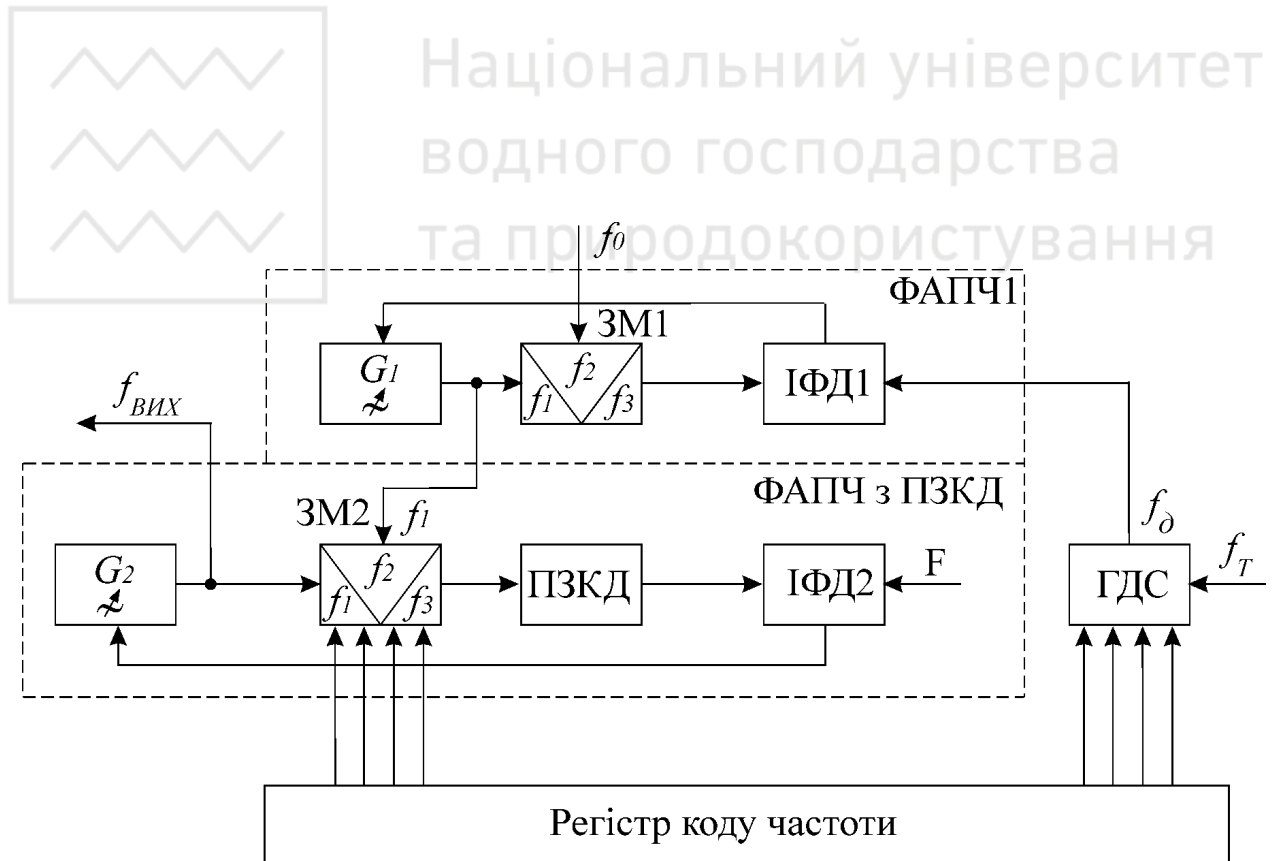 Національний університет
водного господарства
та природокористування
f0
ФАПЧ1
ЗМ1
G1
f1 f2 f3
ІФД1
fВИХ
ФАПЧ з ПЗКД
ЗМ2
f1
fд
fТ
G2
f1 f2 f3
ПЗКД
ІФД2
F
ГДС
Регістр коду частоти